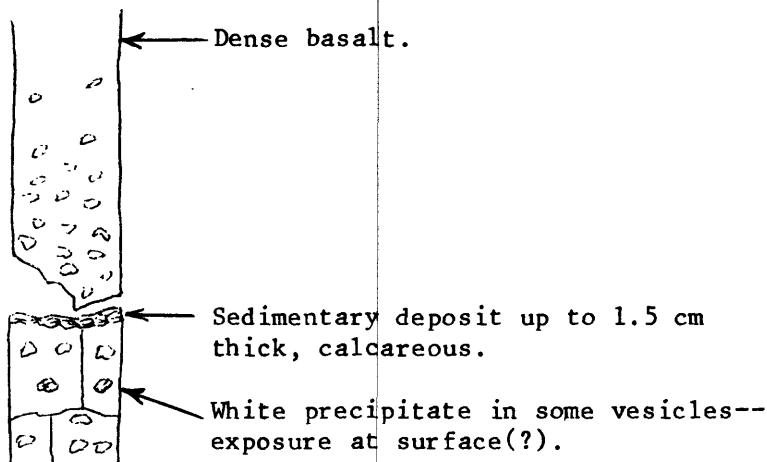 Dense basalt.
Sedimentary deposit up to 1.5 cm
thick, calcareous.
White precipitate in some vesicles--
exposure at surface(?).